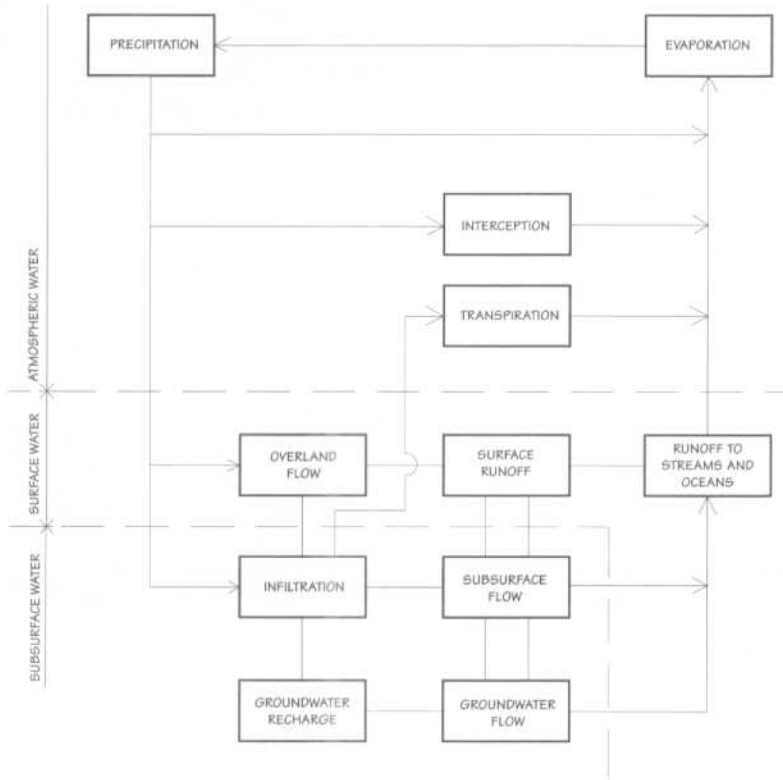 PRECIPITATION
EVAPORATION
INTERCEPTION
TRANSPIRATION
ATMOSPHERIC WATER
OVERLAND
FLOW
SURFACE
RUNOFF
RUNOFF TO
STREAMS AND
OCEANS
SURFACE WATER
INFILTRATION
SUBSURFACE
FLOW
SUBSURFACE WATER
GROUNDWATER
RECHARGE
GROUNDWATER
FLOW